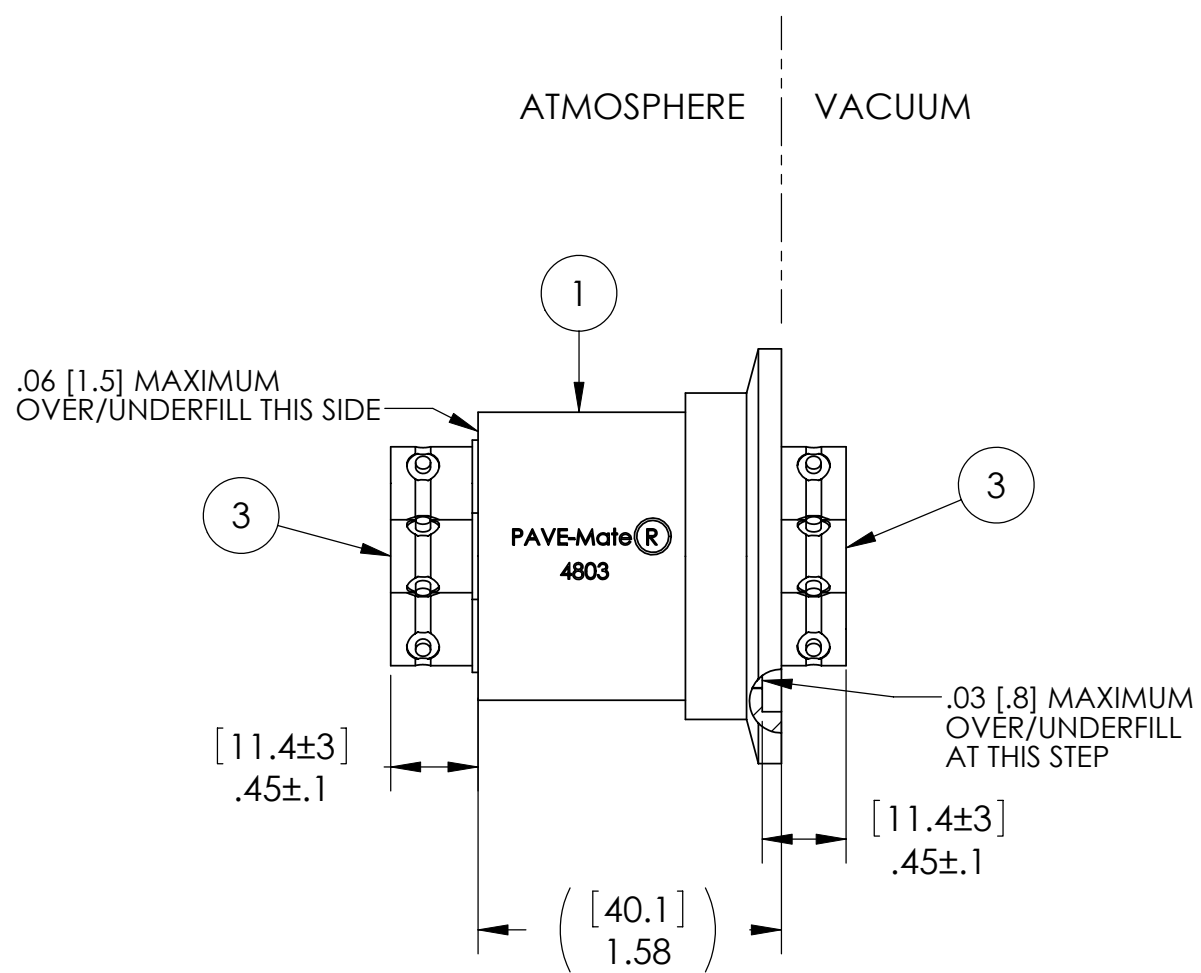 ATMOSPHERE VACUUM
1
.06 [1.5] MAXIMUM
OVER/UNDERFILL THIS SIDE
3
3
PAVE-Mate®
4803
.03 [.8] MAXIMUM
OVER/UNDERFILL
AT THIS STEP
[11.4±3]
.45±.1
[11.4±3]
.45±.1
([40.1]
1.58)